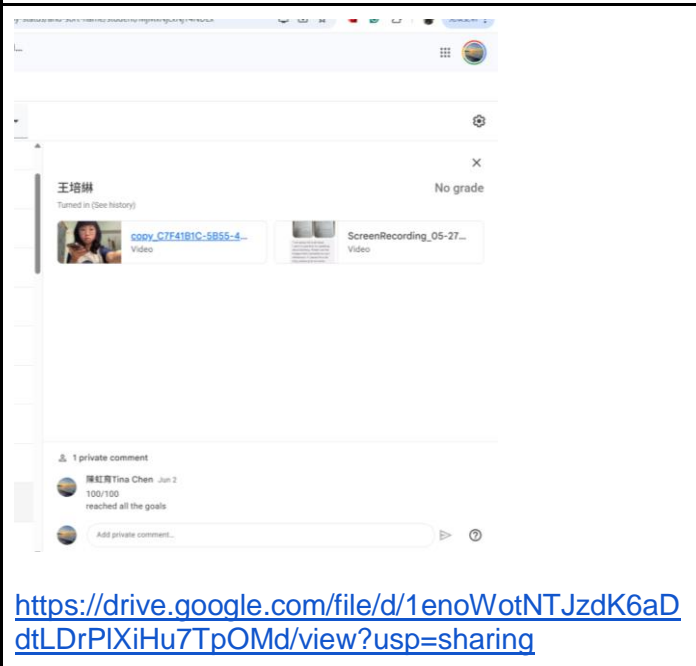 王培綝
No grade
Turned in (See history)
copy_C7F41B1C-5B55-4...
Video
ScreenRecording_05-27...
Video
1 private comment
陳虹育Tina Chen Jun 2
100/100
reached all the goals
Add private comment...
https://drive.google.com/file/d/1enoWotNTJzdK6aD
dtLDrPlXiHu7TpOMd/view?usp=sharing